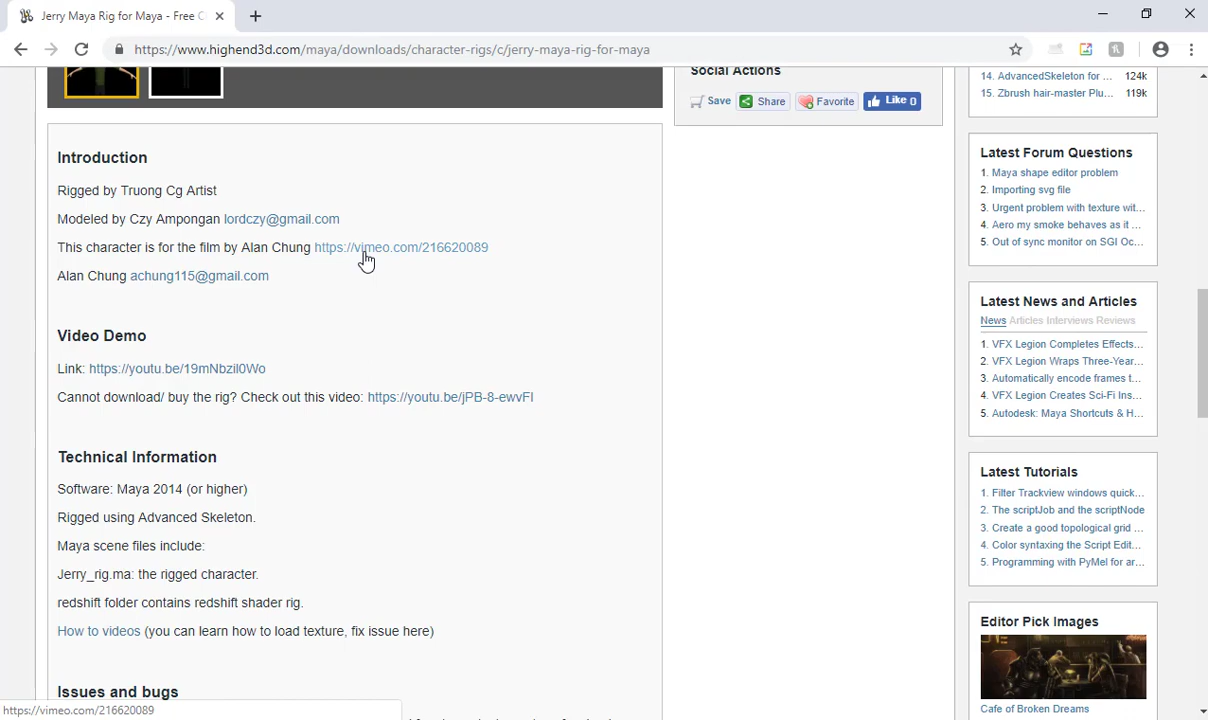 Jerry Maya Rig for Maya - Free C
https://www.highend3d.com/maya/downloads/character-rigs/c/jerry-maya-rig-for-maya
Introduction
Rigged by Truong Cg Artist
Modeled by Czy Ampongan lordczy@gmail.com
This character is for the film by Alan Chung https://vimeo.com/216620089
Alan Chung achung115@gmail.com
Video Demo
Link: https://youtu.be/19mNbzil0Wo
Cannot download/ buy the rig? Check out this video: https://youtu.be/jPB-8-ewvFI
Technical Information
Software: Maya 2014 (or higher)
Rigged using Advanced Skeleton.
Maya scene files include:
Jerry_rig.ma: the rigged character.
redshift folder contains redshift shader rig.
How to videos (you can learn how to load texture, fix issue here)
Issues and bugs
https://vimeo.com/216620089
Social Actions
Save Share Favorite Like 0
14. AdvancedSkeleton for ... 124k
15. Zbrush hair-master Plu... 119k
Latest Forum Questions
1. Maya shape editor problem
2. Importing svg file
3. Urgent problem with texture wit...
4. Aero my smoke behaves as it ...
5. Out of sync monitor on SGI Oc...
Latest News and Articles
News Articles Interviews Reviews
1. VFX Legion Completes Effects...
2. VFX Legion Wraps Three-Year...
3. Automatically encode frames t...
4. VFX Legion Creates Sci-Fi Ins...
5. Autodesk: Maya Shortcuts & H...
Latest Tutorials
1. Filter Trackview windows quick...
2. The scriptJob and the scriptNode
3. Create a good topological grid ...
4. Color syntaxing the Script Edit...
5. Programming with PyMel for ar...
Editor Pick Images
Cafe of Broken Dreams